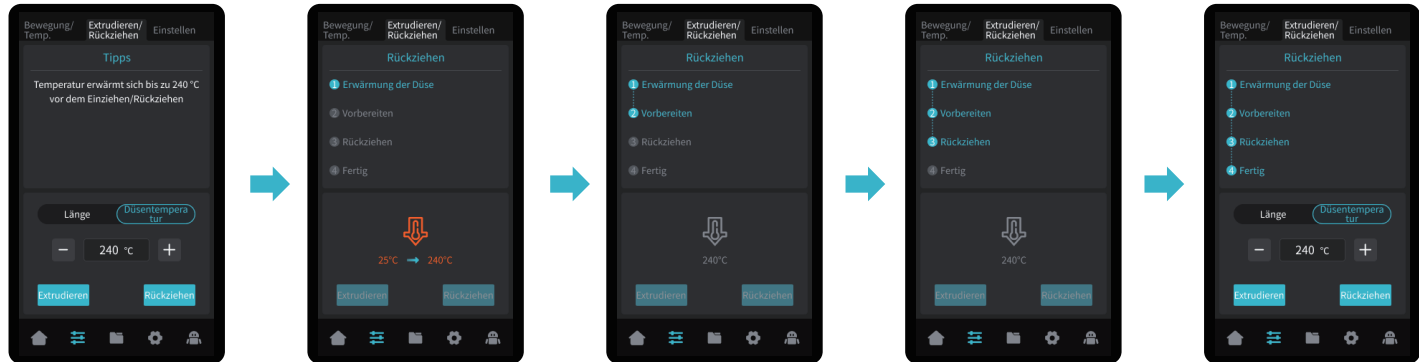 Bewegung/
Temp.
Extrudieren/
Rückziehen
Einstellen
Tipps
Temperatur erwärmt sich bis zu 240 °C
vor dem Einziehen/Rückziehen
Länge
Düsentempera
tur
− 240 °C +
Extrudieren
Rückziehen
Bewegung/
Temp.
Extrudieren/
Rückziehen
Einstellen
Rückziehen
1 Erwärmung der Düse
2 Vorbereiten
3 Rückziehen
4 Fertig
25°C → 240°C
Extrudieren
Rückziehen
Bewegung/
Temp.
Extrudieren/
Rückziehen
Einstellen
Rückziehen
1 Erwärmung der Düse
2 Vorbereiten
3 Rückziehen
4 Fertig
240°C
Extrudieren
Rückziehen
Bewegung/
Temp.
Extrudieren/
Rückziehen
Einstellen
Rückziehen
1 Erwärmung der Düse
2 Vorbereiten
3 Rückziehen
4 Fertig
240°C
Extrudieren
Rückziehen
Bewegung/
Temp.
Extrudieren/
Rückziehen
Einstellen
Rückziehen
1 Erwärmung der Düse
2 Vorbereiten
3 Rückziehen
4 Fertig
Länge
Düsentempera
tur
− 240 °C +
Extrudieren
Rückziehen